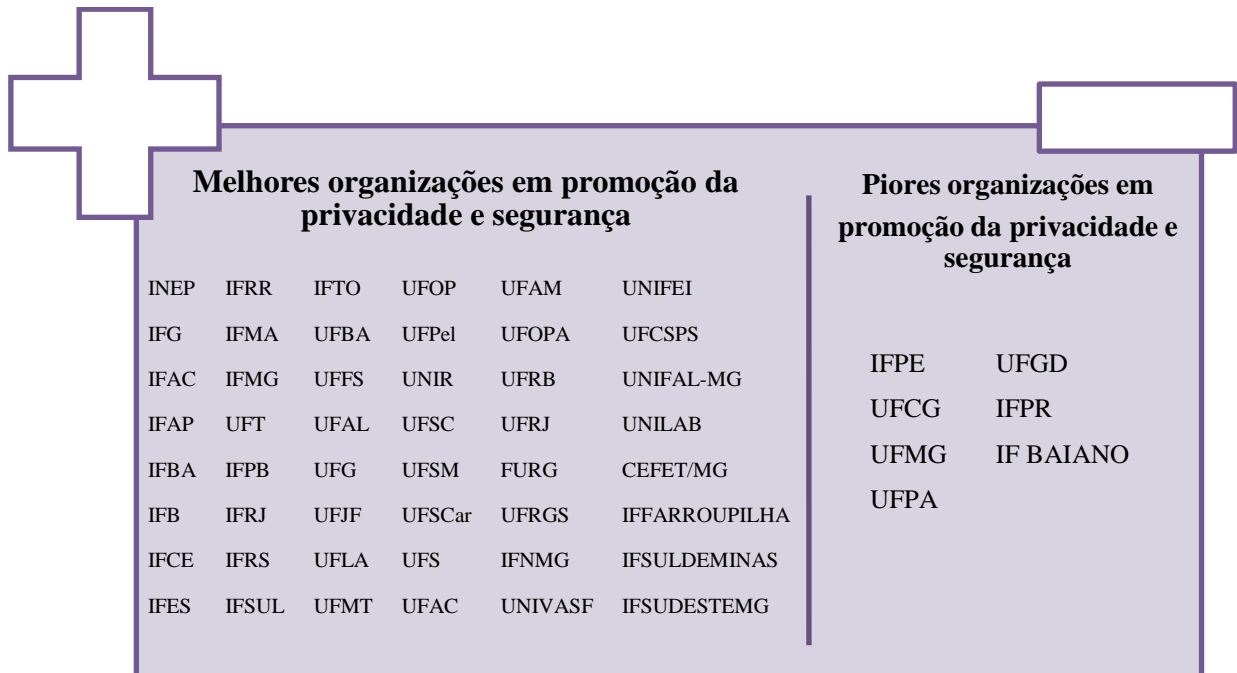 Melhores organizações em promoção da
privacidade e segurança
INEP IFRR IFTO UFOP UFAM UNIFEI
IFG IFMA UFBA UFPel UFOPA UFCSPS
IFAC IFMG UFFS UNIR UFRB UNIFAL-MG
IFAP UFT UFAL UFSC UFRJ UNILAB
IFBA IFPB UFG UFSM FURG CEFET/MG
IFB IFRJ UFJF UFSCar UFRGS IFFARROUPILHA
IFCE IFRS UFLA UFS IFNMG IFSULDEMINAS
IFES IFSUL UFMT UFAC UNIVASF IFSUDESTEMG
Piores organizações em
promoção da privacidade e
segurança
IFPE UFGD
UFCG IFPR
UFMG IF BAIANO
UFPA